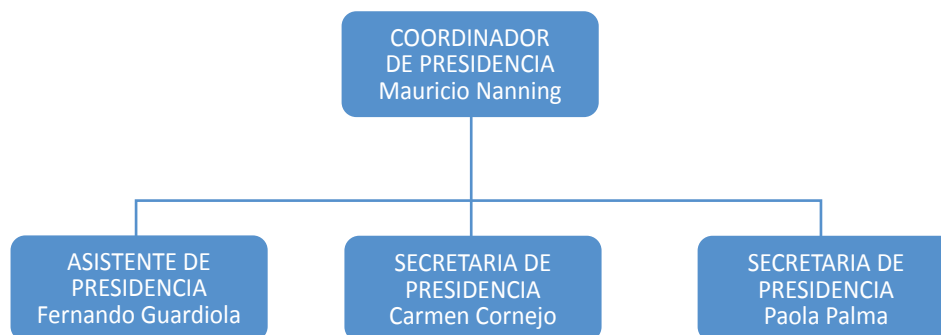 COORDINADOR
DE PRESIDENCIA
Mauricio Nanning
ASISTENTE DE
PRESIDENCIA
Fernando Guardiola
SECRETARIA DE
PRESIDENCIA
Carmen Cornejo
SECRETARIA DE
PRESIDENCIA
Paola Palma